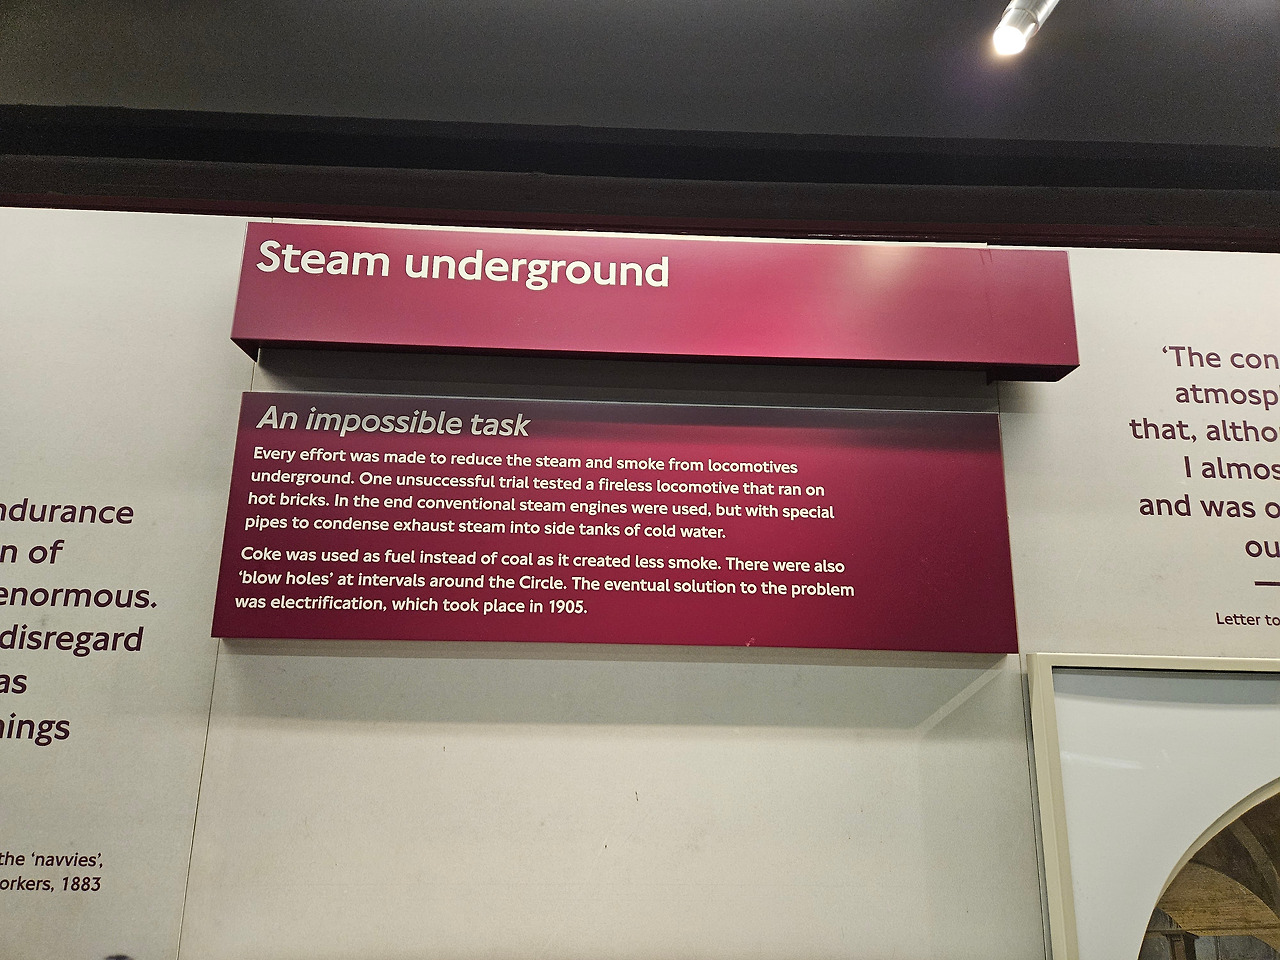 Steam underground
An impossible task
Every effort was made to reduce the steam and smoke from locomotives
underground. One unsuccessful trial tested a fireless locomotive that ran on
hot bricks. In the end conventional steam engines were used, but with special
pipes to condense exhaust steam into side tanks of cold water.
Coke was used as fuel instead of coal as it created less smoke. There were also
‘blow holes’ at intervals around the Circle. The eventual solution to the problem
was electrification, which took place in 1905.
ndurance
n of
enormous.
disregard
as
nings
the ‘navvies’,
orkers, 1883
‘The con
atmosp
that, altho
I almos
and was o
ou
Letter to